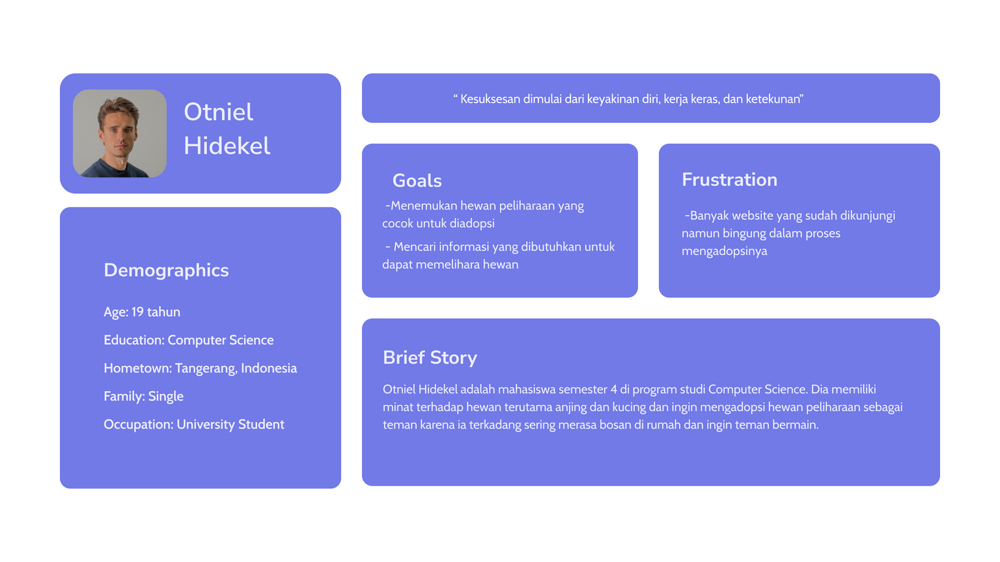 Otniel
Hidekel
“ Kesuksesan dimulai dari keyakinan diri, kerja keras, dan ketekunan”
Demographics
Age: 19 tahun
Education: Computer Science
Hometown: Tangerang, Indonesia
Family: Single
Occupation: University Student
Goals
-Menemukan hewan peliharaan yang
cocok untuk diadopsi
- Mencari informasi yang dibutuhkan untuk
dapat memelihara hewan
Frustration
-Banyak website yang sudah dikunjungi
namun bingung dalam proses
mengadopsinya
Brief Story
Otniel Hidekel adalah mahasiswa semester 4 di program studi Computer Science. Dia memiliki
minat terhadap hewan terutama anjing dan kucing dan ingin mengadopsi hewan peliharaan sebagai
teman karena ia terkadang sering merasa bosan di rumah dan ingin teman bermain.